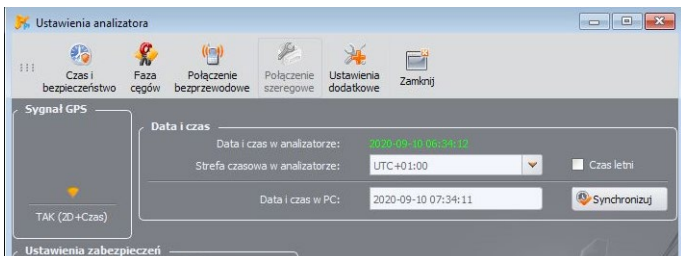 Ustawienia analizatora
Czas i bezpieczeństwo
Faza cęgów
Połączenie bezprzewodowe
Połączenie szeregowe
Ustawienia dodatkowe
Zamknij
Sygnał GPS
TAK (2D+Czas)
Data i czas
Data i czas w analizatorze: 2020-09-10 06:34:12
Strefa czasowa w analizatorze: UTC+01:00 Czas letni
Data i czas w PC: 2020-09-10 07:34:11 Synchronizuj
Ustawienia zabezpieczeń